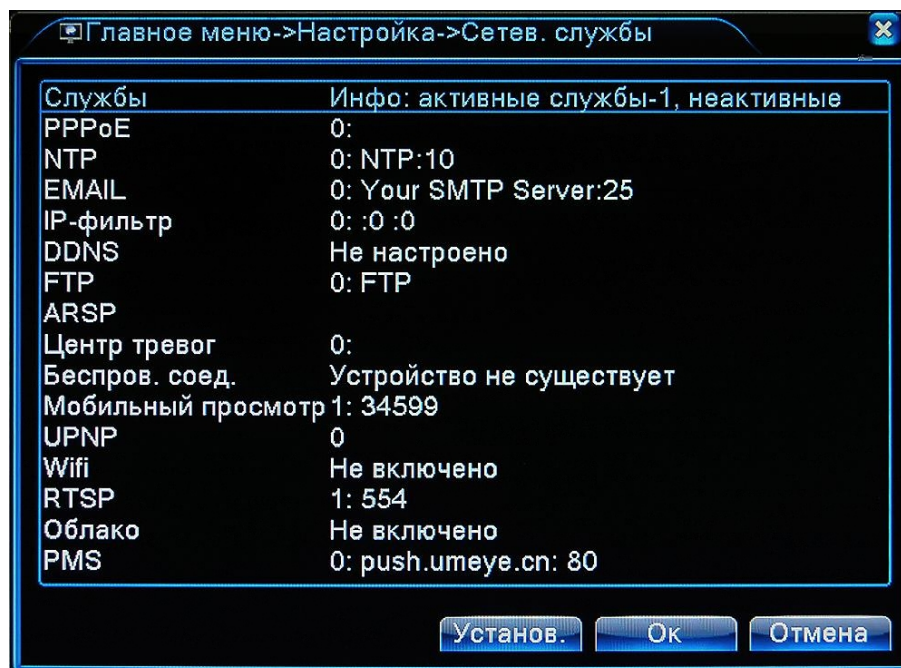 Главное меню->Настройка->Сетев. службы
Службы Инфо: активные службы-1, неактивные
PPPoE 0:
NTP 0: NTP:10
EMAIL 0: Your SMTP Server:25
IP-фильтр 0: :0 :0
DDNS Не настроено
FTP 0: FTP
ARSP
Центр тревог 0:
Беспров. соед. Устройство не существует
Мобильный просмотр 1: 34599
UPNP 0
Wifi Не включено
RTSP 1: 554
Облако Не включено
PMS 0: push.umeye.cn: 80
Установ. Ок Отмена